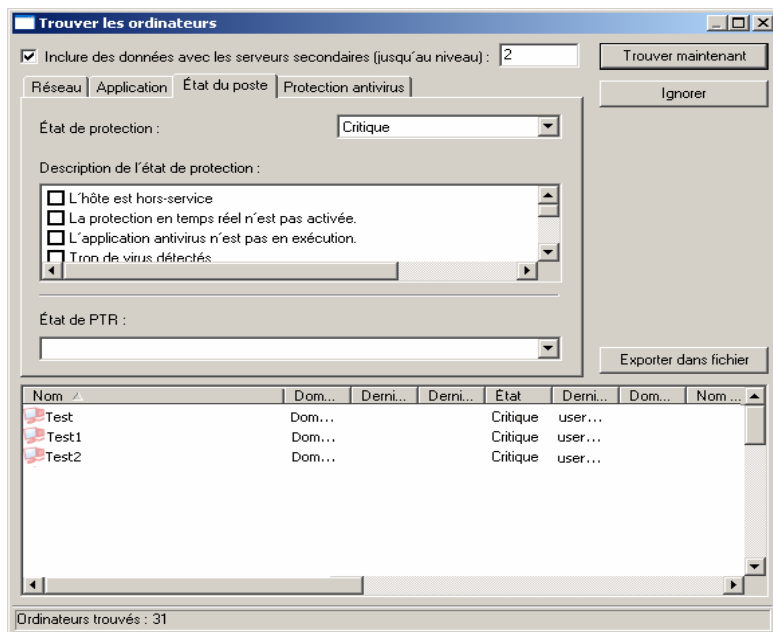 Trouver les ordinateurs
Inclure des données avec les serveurs secondaires (jusqu´au niveau) : 2
Trouver maintenant
Réseau Application État du poste Protection antivirus
Ignorer
État de protection : Critique
Description de l´état de protection :
L´hôte est hors-service
La protection en temps réel n´est pas activée.
L´application antivirus n´est pas en exécution.
Trop de virus détectés
État de PTR :
Exporter dans fichier
Nom Dom... Derni... Derni... État Derni... Dom... Nom ...
Test Dom... Critique user...
Test1 Dom... Critique user...
Test2 Dom... Critique user...
Ordinateurs trouvés : 31